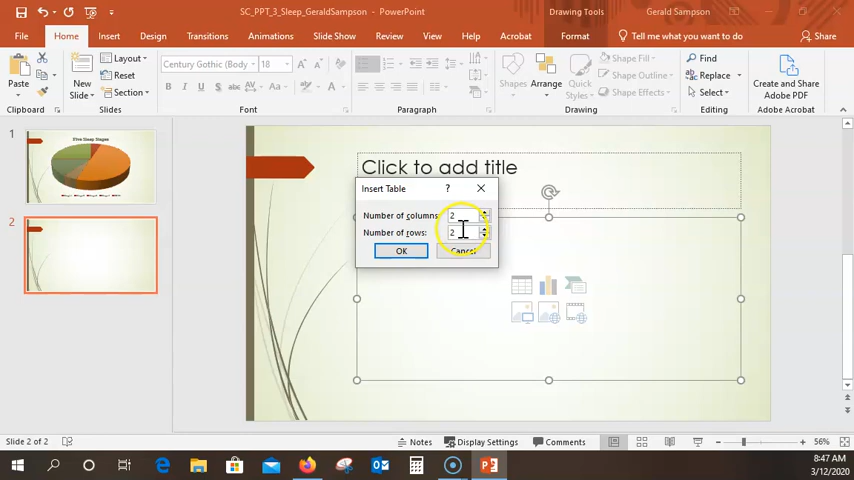 SC_PPT_3_Sleep_GeraldSampson - PowerPoint
Drawing Tools
Gerald Sampson
File
Home
Insert
Design
Transitions
Animations
Slide Show
Review
View
Help
Acrobat
Format
Tell me what you want to do
Share
Paste
New
Slide
Layout
Reset
Section
Century Gothic (Body)
18
Shapes
Arrange
Quick
Styles
Shape Fill
Shape Outline
Shape Effects
Find
Replace
Select
Create and Share
Adobe PDF
Clipboard
Slides
Font
Paragraph
Drawing
Editing
Adobe Acrobat
1
Five Sleep Stages
2
Click to add title
Insert Table
?
Number of columns: 2
Number of rows: 2
OK
Cancel
Slide 2 of 2
Notes
Display Settings
Comments
56%
8:47 AM
3/12/2020